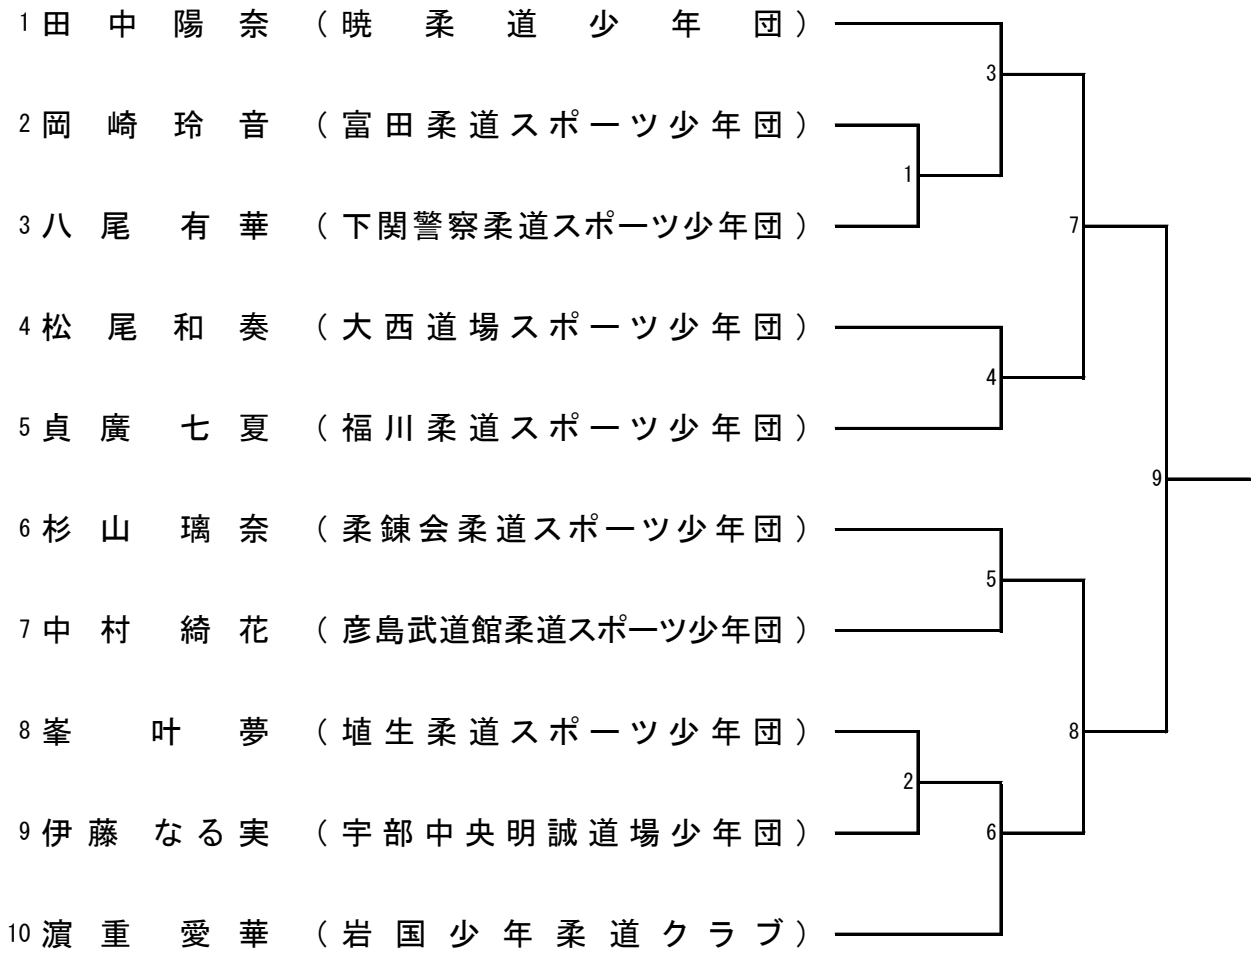 1 田中陽奈 （暁柔道少年団）
3
2 岡崎玲音 （富田柔道スポーツ少年団）
1
3 八尾有華 （下関警察柔道スポーツ少年団）
7
4 松尾和奏 （大西道場スポーツ少年団）
4
5 貞廣七夏 （福川柔道スポーツ少年団）
9
6 杉山璃奈 （柔錬会柔道スポーツ少年団）
5
7 中村綺花 （彦島武道館柔道スポーツ少年団）
8 峯叶夢 （埴生柔道スポーツ少年団）
8
2
9 伊藤なる実 （宇部中央明誠道場少年団）
6
10 濵重愛華 （岩国少年柔道クラブ）